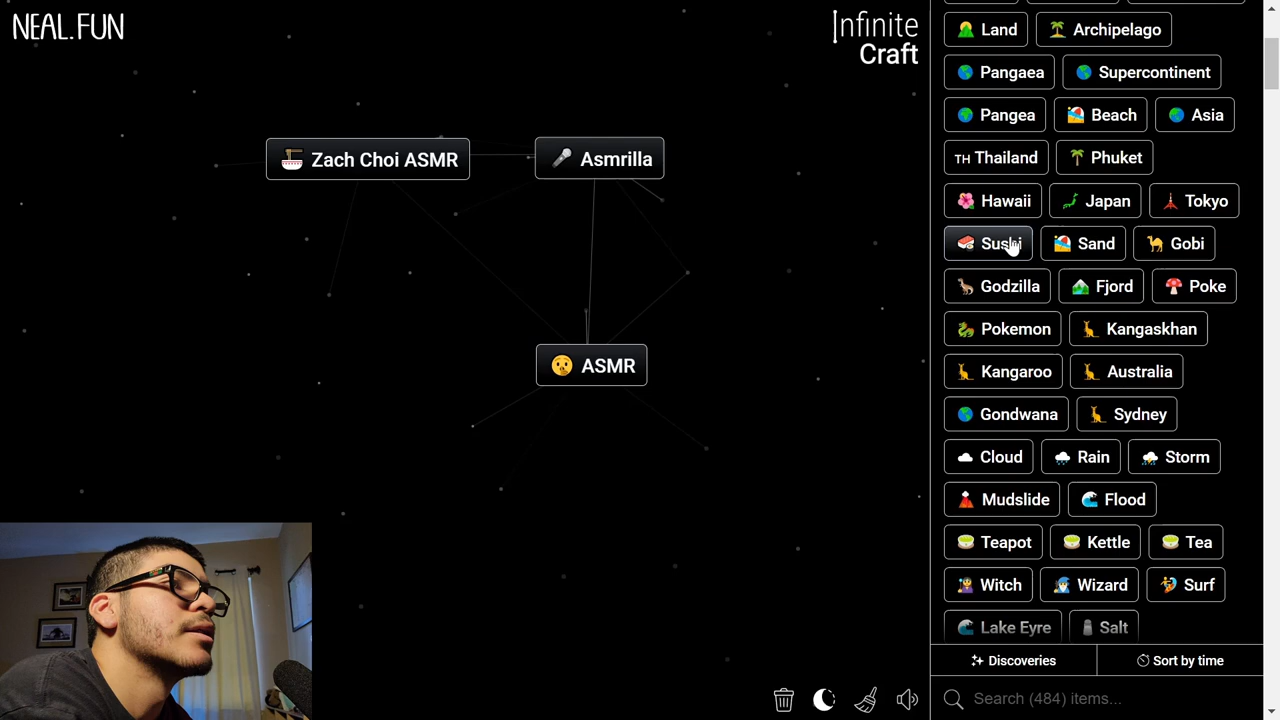 NEAL.FUN
Infinite
Craft
Zach Choi ASMR
Asmrilla
ASMR
Land Archipelago
Pangaea Supercontinent
Pangea Beach Asia
TH Thailand Phuket
Hawaii Japan Tokyo
Sushi Sand Gobi
Godzilla Fjord Poke
Pokemon Kangaskhan
Kangaroo Australia
Gondwana Sydney
Cloud Rain Storm
Mudslide Flood
Teapot Kettle Tea
Witch Wizard Surf
Lake Eyre Salt
Discoveries Sort by time
Search (484) items...